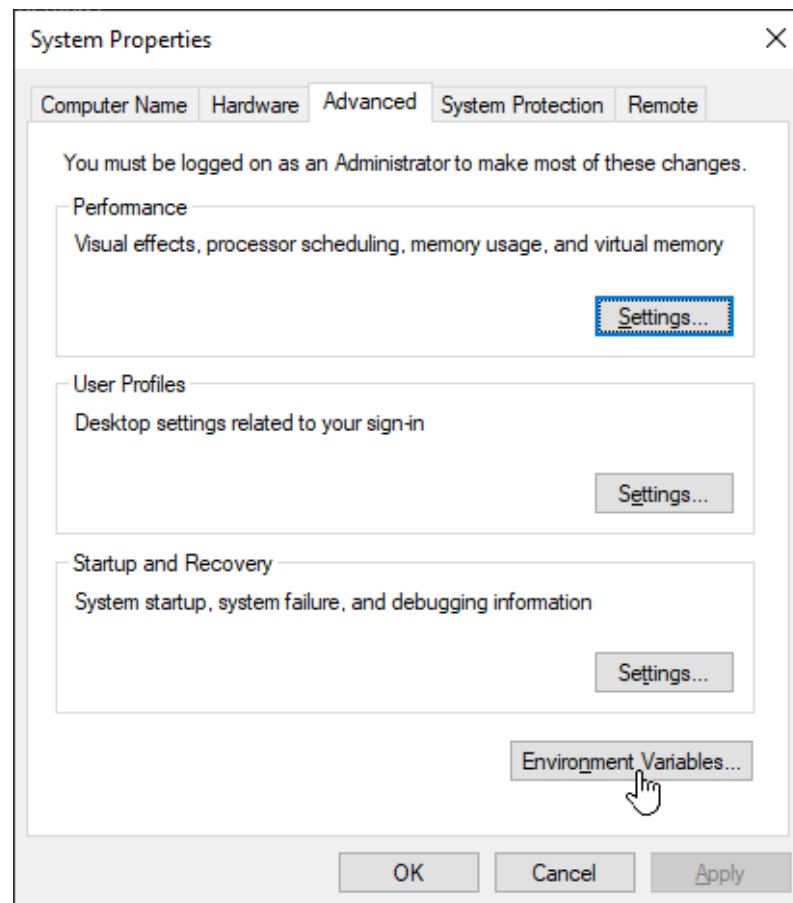 System Properties
Computer Name
Hardware
Advanced
System Protection
Remote
You must be logged on as an Administrator to make most of these changes.
Performance
Visual effects, processor scheduling, memory usage, and virtual memory
Settings...
User Profiles
Desktop settings related to your sign-in
Settings...
Startup and Recovery
System startup, system failure, and debugging information
Settings...
Environment Variables...
OK
Cancel
Apply